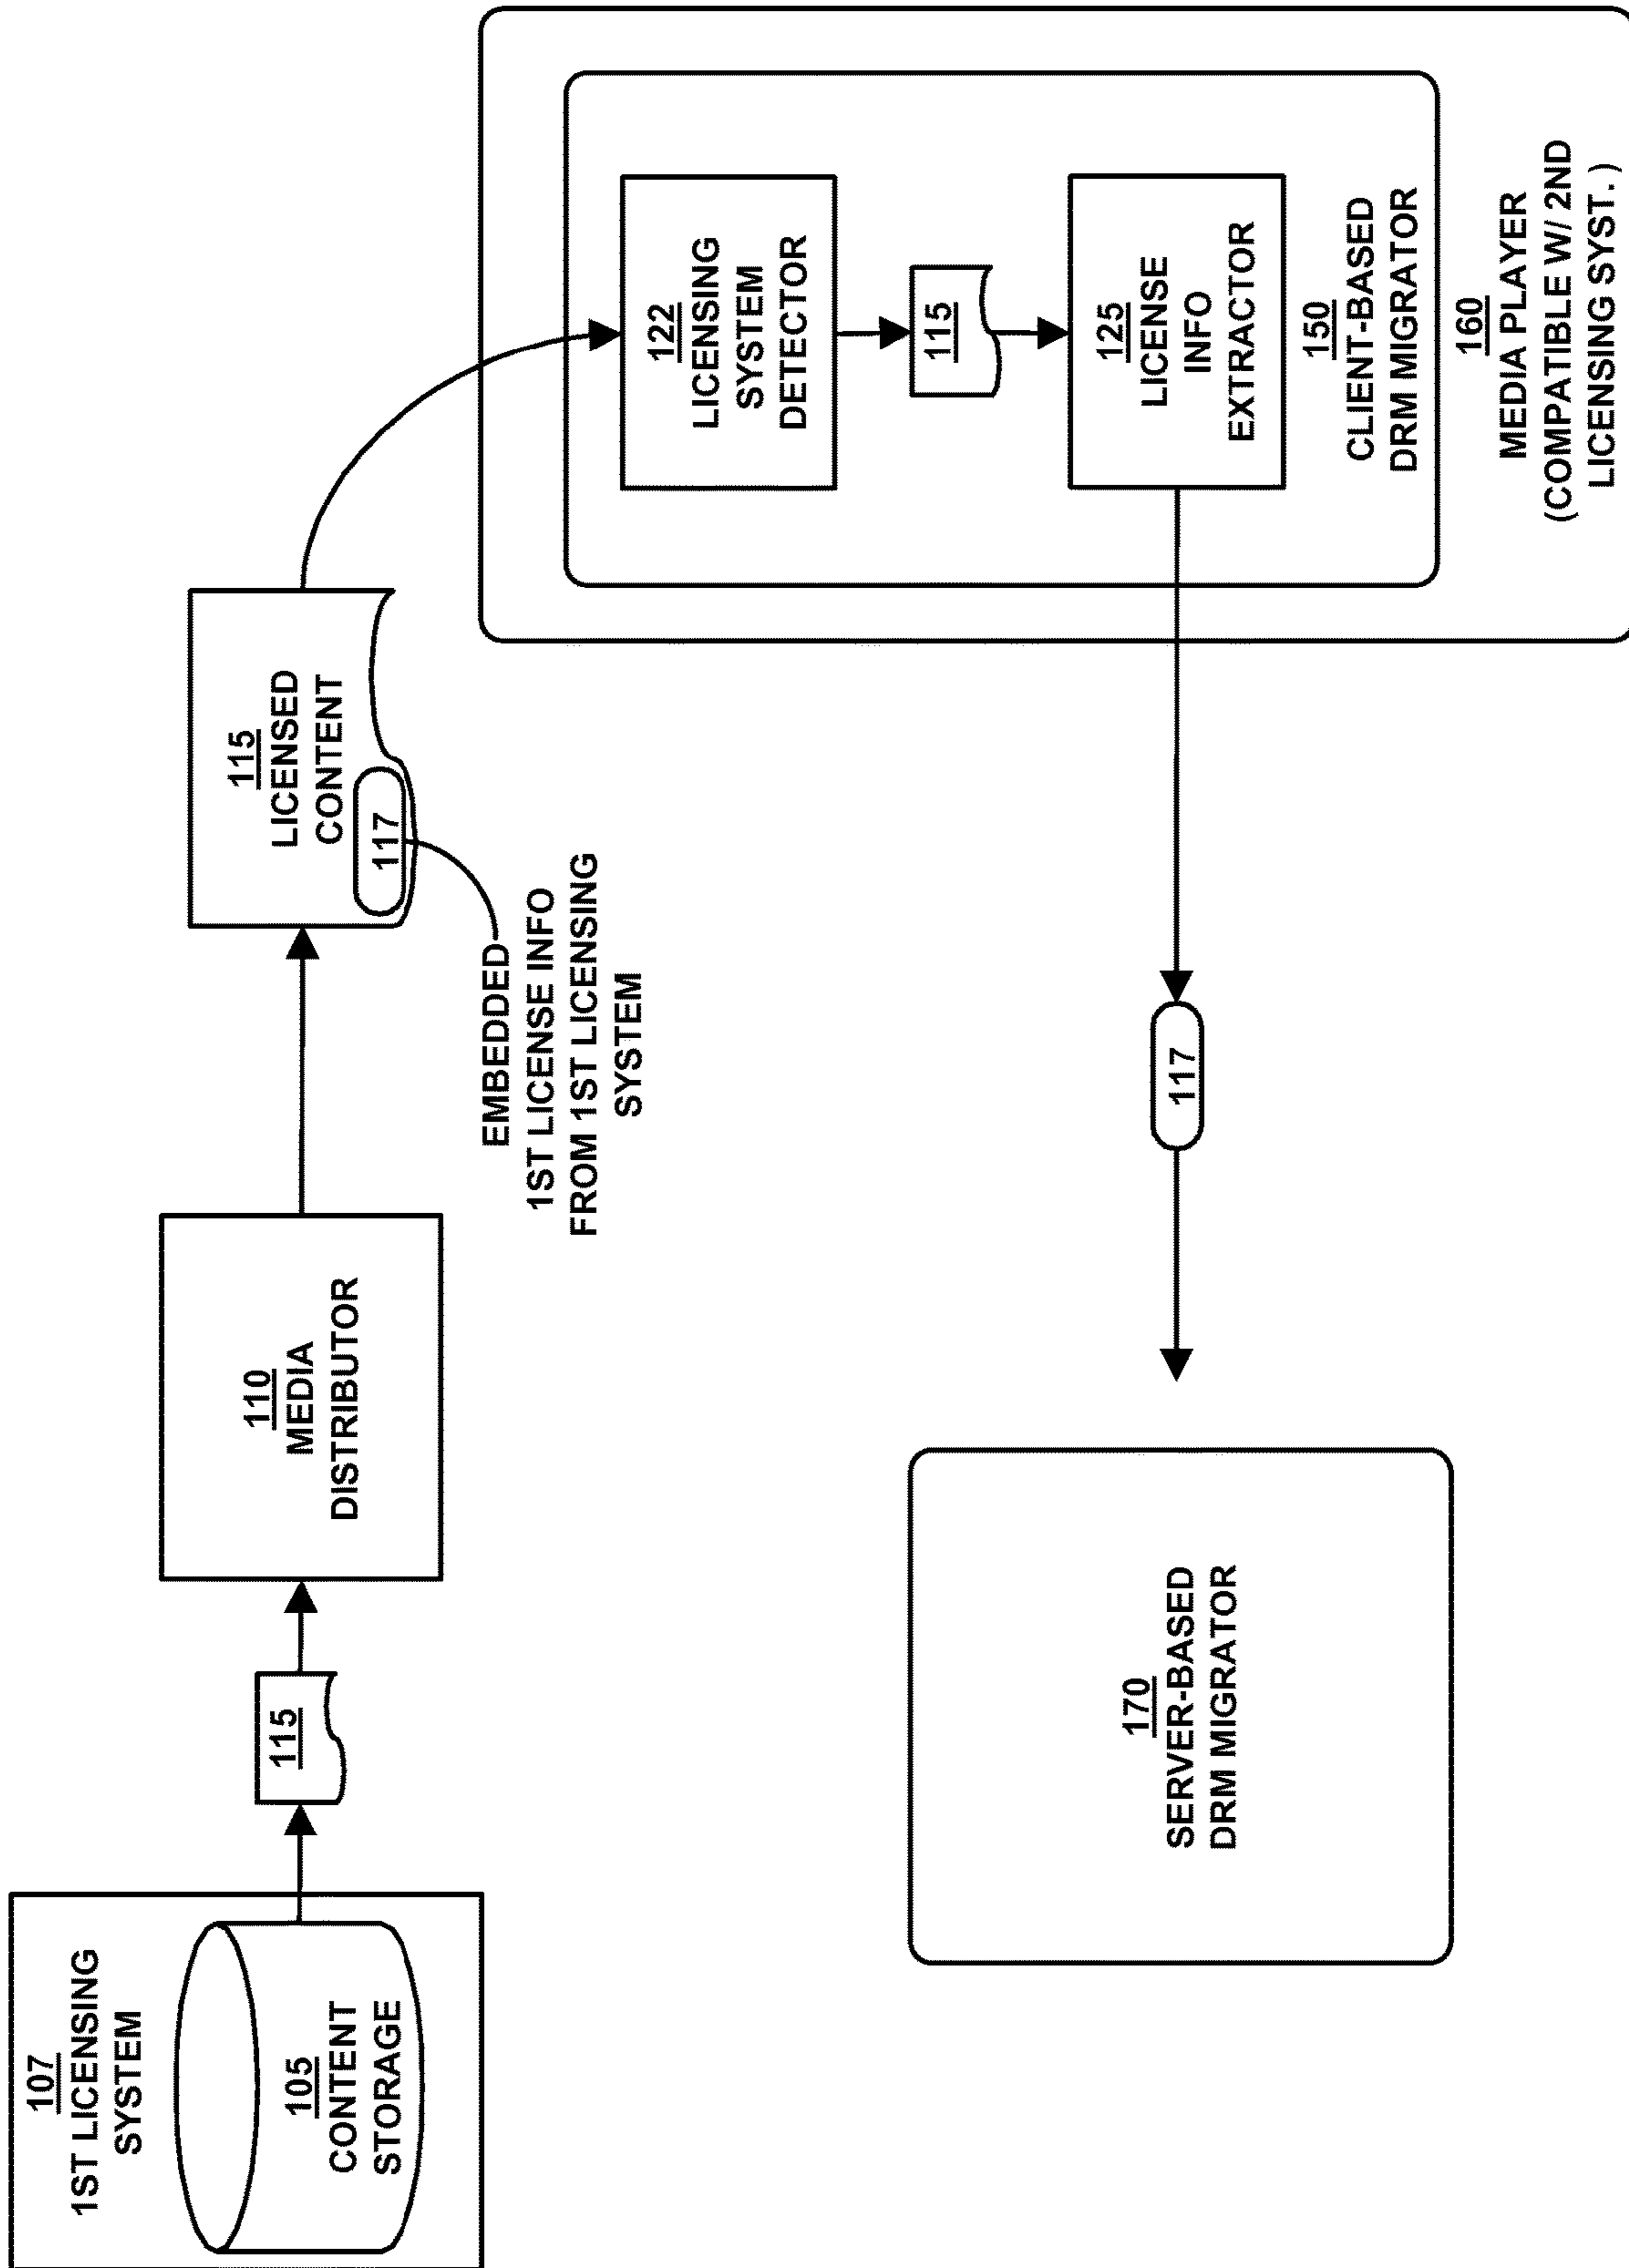 107
1ST LICENSING
SYSTEM
105
CONTENT
STORAGE
115
110
MEDIA
DISTRIBUTOR
115
LICENSED
CONTENT
117
EMBEDDED
1ST LICENSE INFO
FROM 1ST LICENSING
SYSTEM
122
LICENSING
SYSTEM
DETECTOR
115
125
LICENSE
INFO
EXTRACTOR
150
CLIENT-BASED
DRM MIGRATOR
160
MEDIA PLAYER
(COMPATIBLE W/ 2ND
LICENSING SYST.)
117
170
SERVER-BASED
DRM MIGRATOR